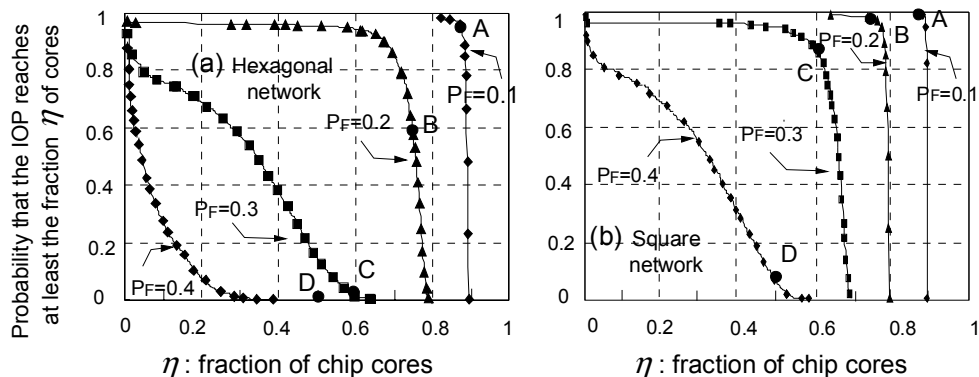 Probability that the IOP reaches
at least the fraction η of cores
1
0.8
0.6
0.4
0.2
0
0
0.2
0.4
0.6
0.8
1
(a) Hexagonal
network
A
PF=0.1
PF=0.2
B
PF=0.3
C
D
PF=0.4
η : fraction of chip cores
1
0.8
0.6
0.4
0.2
0
0
0.2
0.4
0.6
0.8
1
A
B
PF=0.2
PF=0.1
C
PF=0.3
PF=0.4
D
(b) Square
network
η : fraction of chip cores